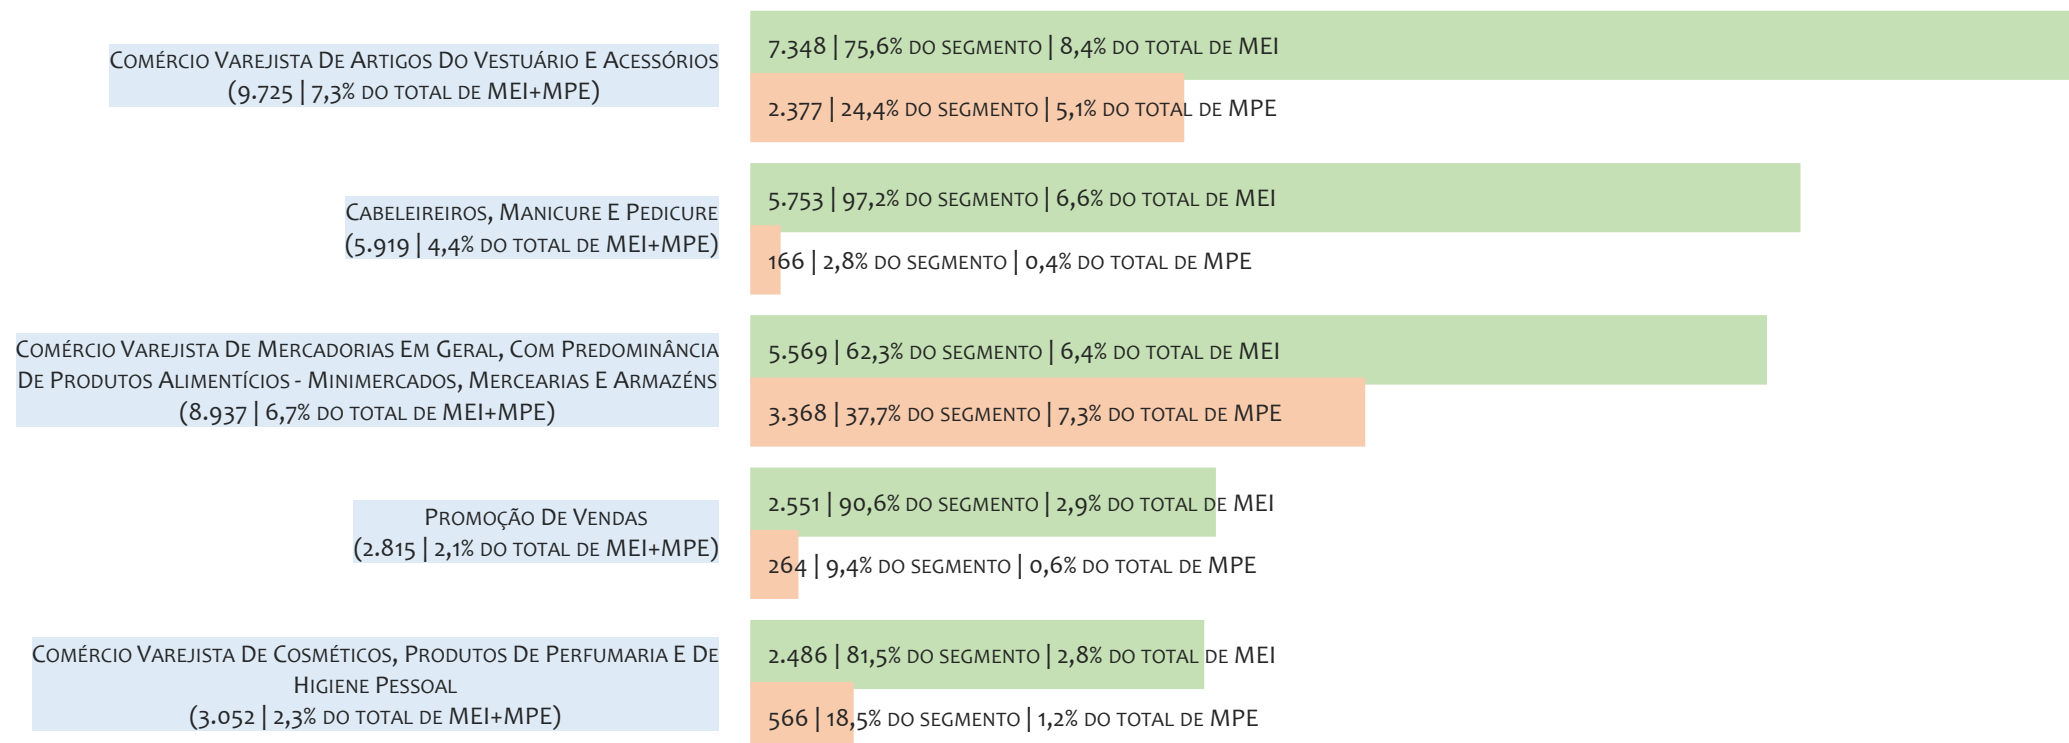 Comércio Varejista De Artigos Do Vestuário E Acessórios
(9.725 | 7,3% do total de MEI+MPE)
7.348 | 75,6% do segmento | 8,4% do total de MEI
2.377 | 24,4% do segmento | 5,1% do total de MPE
Cabeleireiros, Manicure E Pedicure
(5.919 | 4,4% do total de MEI+MPE)
5.753 | 97,2% do segmento | 6,6% do total de MEI
166 | 2,8% do segmento | 0,4% do total de MPE
Comércio Varejista De Mercadorias Em Geral, Com Predominância
De Produtos Alimentícios - Minimercados, Mercearias E Armazéns
(8.937 | 6,7% do total de MEI+MPE)
5.569 | 62,3% do segmento | 6,4% do total de MEI
3.368 | 37,7% do segmento | 7,3% do total de MPE
Promoção De Vendas
(2.815 | 2,1% do total de MEI+MPE)
2.551 | 90,6% do segmento | 2,9% do total de MEI
264 | 9,4% do segmento | 0,6% do total de MPE
Comércio Varejista De Cosméticos, Produtos De Perfumaria E De
Higiene Pessoal
(3.052 | 2,3% do total de MEI+MPE)
2.486 | 81,5% do segmento | 2,8% do total de MEI
566 | 18,5% do segmento | 1,2% do total de MPE